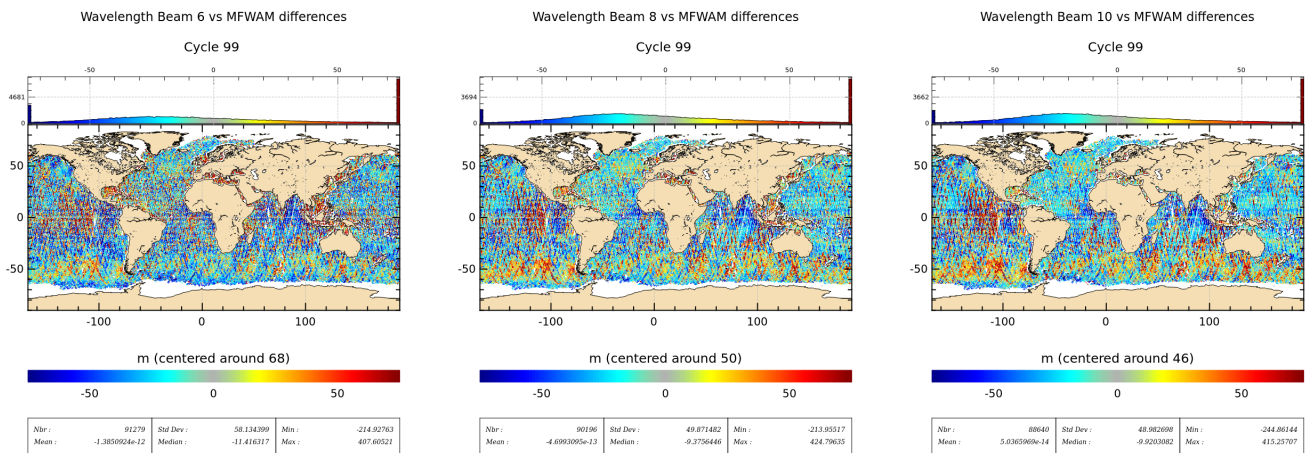 Wavelength Beam 6 vs MFWAM differences
Cycle 99
-50 0 50
4681
0
50
0
-50
-100 0 100
m (centered around 68)
-50 0 50
Nbr : 91279 Std Dev : 58.134399 Min : -214.92763
Mean : -1.3850924e-12 Median : -11.416317 Max : 407.60521
Wavelength Beam 8 vs MFWAM differences
Cycle 99
-50 0 50
3694
0
50
0
-50
-100 0 100
m (centered around 50)
-50 0 50
Nbr : 90196 Std Dev : 49.871482 Min : -213.95517
Mean : -4.6993095e-13 Median : -9.3756446 Max : 424.79635
Wavelength Beam 10 vs MFWAM differences
Cycle 99
-50 0 50
3662
0
50
0
-50
-100 0 100
m (centered around 46)
-50 0 50
Nbr : 88640 Std Dev : 48.982698 Min : -244.86144
Mean : 5.0365969e-14 Median : -9.9203082 Max : 415.25707